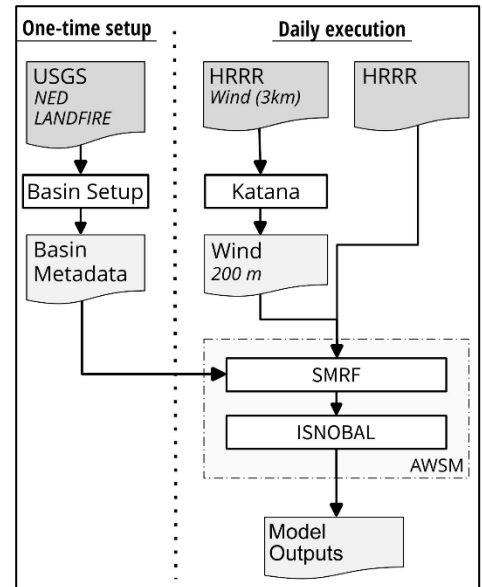 One-time setup
Daily execution
USGS
NED
LANDFIRE
HRRR
Wind (3km)
HRRR
Basin Setup
Katana
Basin
Metadata
Wind
200 m
SMRF
ISNOBAL
AWSM
Model
Outputs